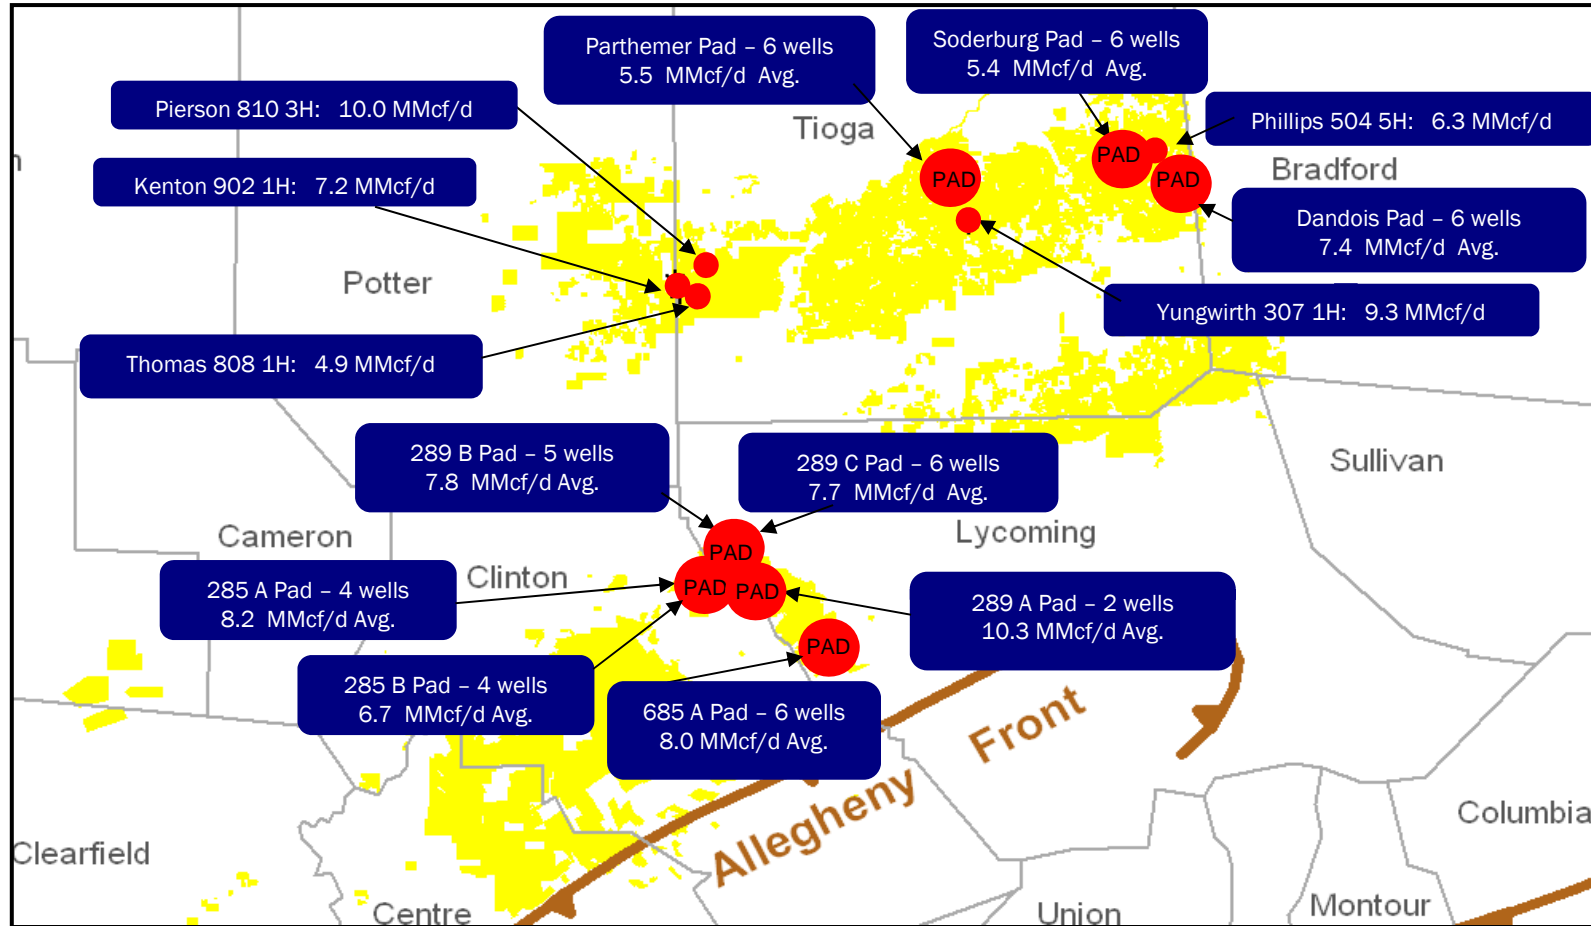 Parthemer Pad – 6 wells
5.5 MMcf/d Avg.
Soderburg Pad – 6 wells
5.4 MMcf/d Avg.
Pierson 810 3H: 10.0 MMcf/d
Tioga
Phillips 504 5H: 6.3 MMcf/d
PAD
Bradford
Kenton 902 1H: 7.2 MMcf/d
PAD
PAD
Dandois Pad – 6 wells
7.4 MMcf/d Avg.
Potter
Yungwirth 307 1H: 9.3 MMcf/d
Thomas 808 1H: 4.9 MMcf/d
289 B Pad – 5 wells
7.8 MMcf/d Avg.
289 C Pad – 6 wells
7.7 MMcf/d Avg.
Sullivan
Cameron
Lycoming
PAD
Clinton
285 A Pad – 4 wells
8.2 MMcf/d Avg.
PAD
PAD
289 A Pad – 2 wells
10.3 MMcf/d Avg.
PAD
285 B Pad – 4 wells
6.7 MMcf/d Avg.
685 A Pad – 6 wells
8.0 MMcf/d Avg.
Allegheny Front
Columbia
Clearfield
Centre
Union
Montour